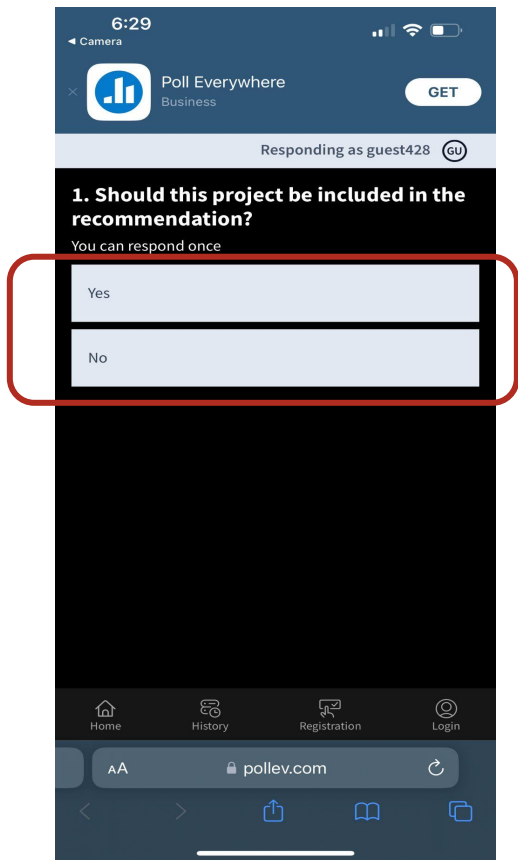 6:29
◄ Camera
Poll Everywhere
Business
GET
Responding as guest428 GU
1. Should this project be included in the
recommendation?
You can respond once
Yes
No
Home History Registration Login
AA pollev.com